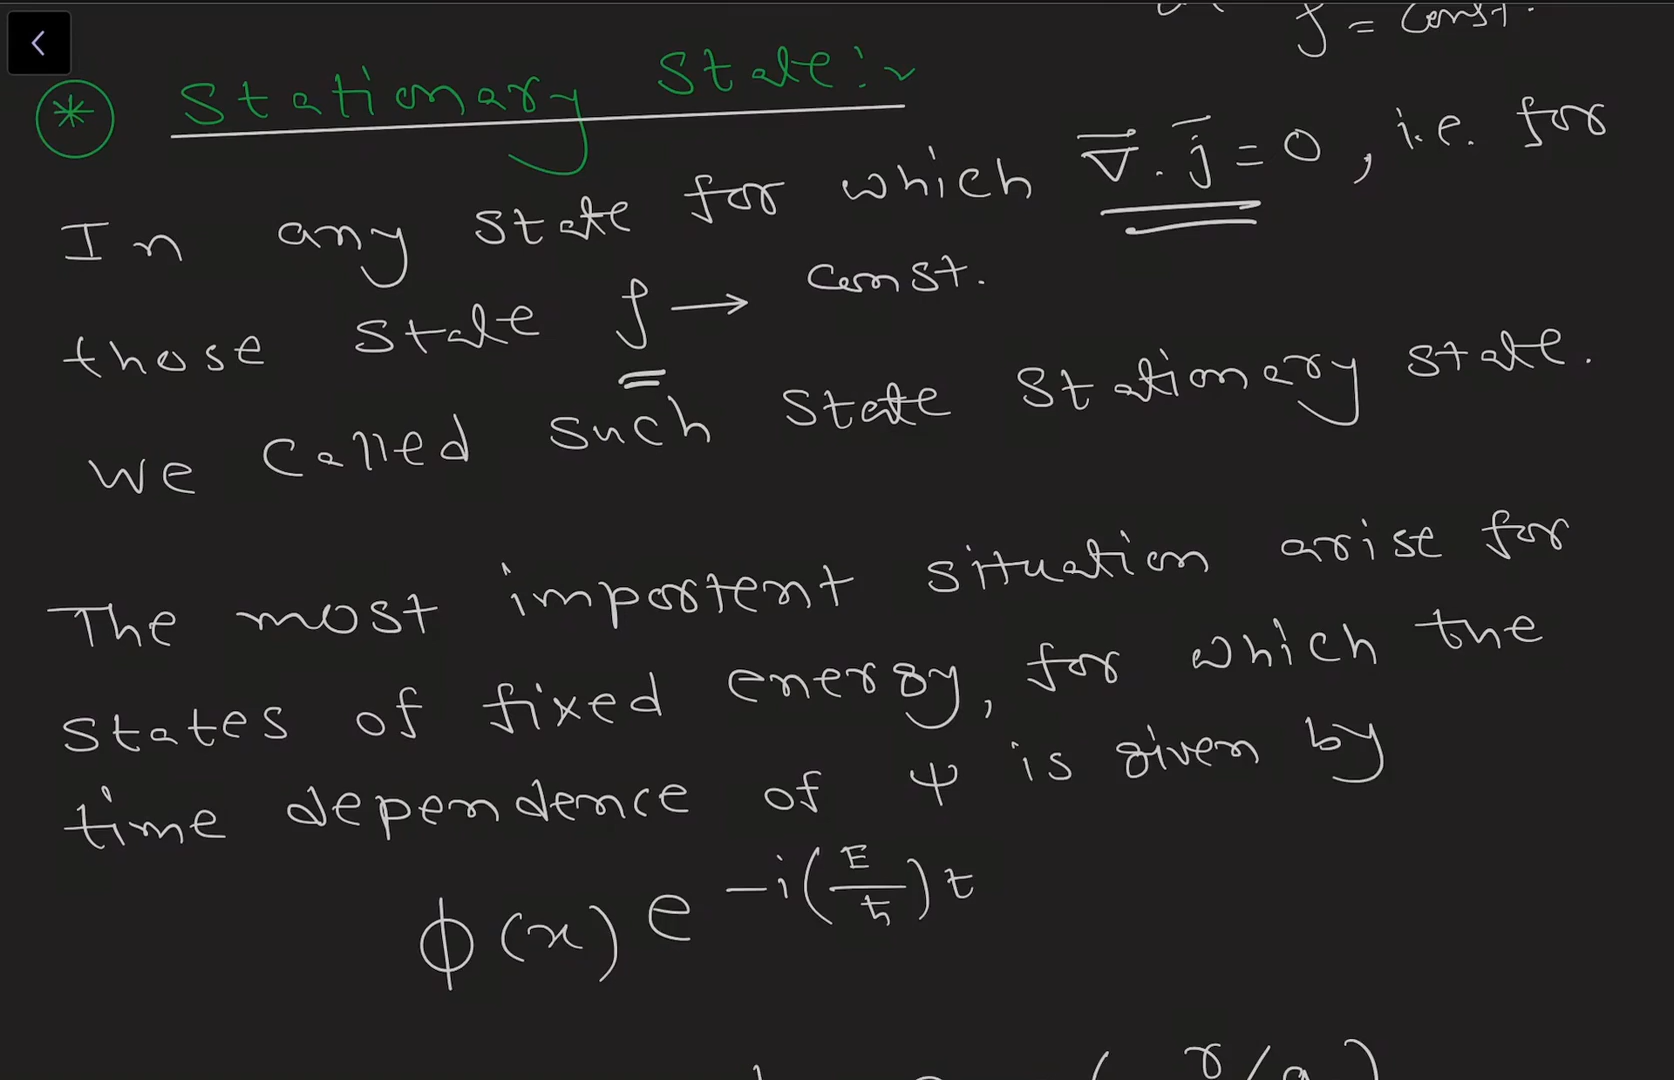 ρ = const.
* Stationary State:~
In any state for which ∇⃗ . j⃗ = 0 , i.e. for
those state ρ → const.
we called such state stationary state.
The most importent situation arise for
states of fixed energy, for which the
time dependence of ψ is given by
ϕ(x) e^{-i(E/ħ)t}